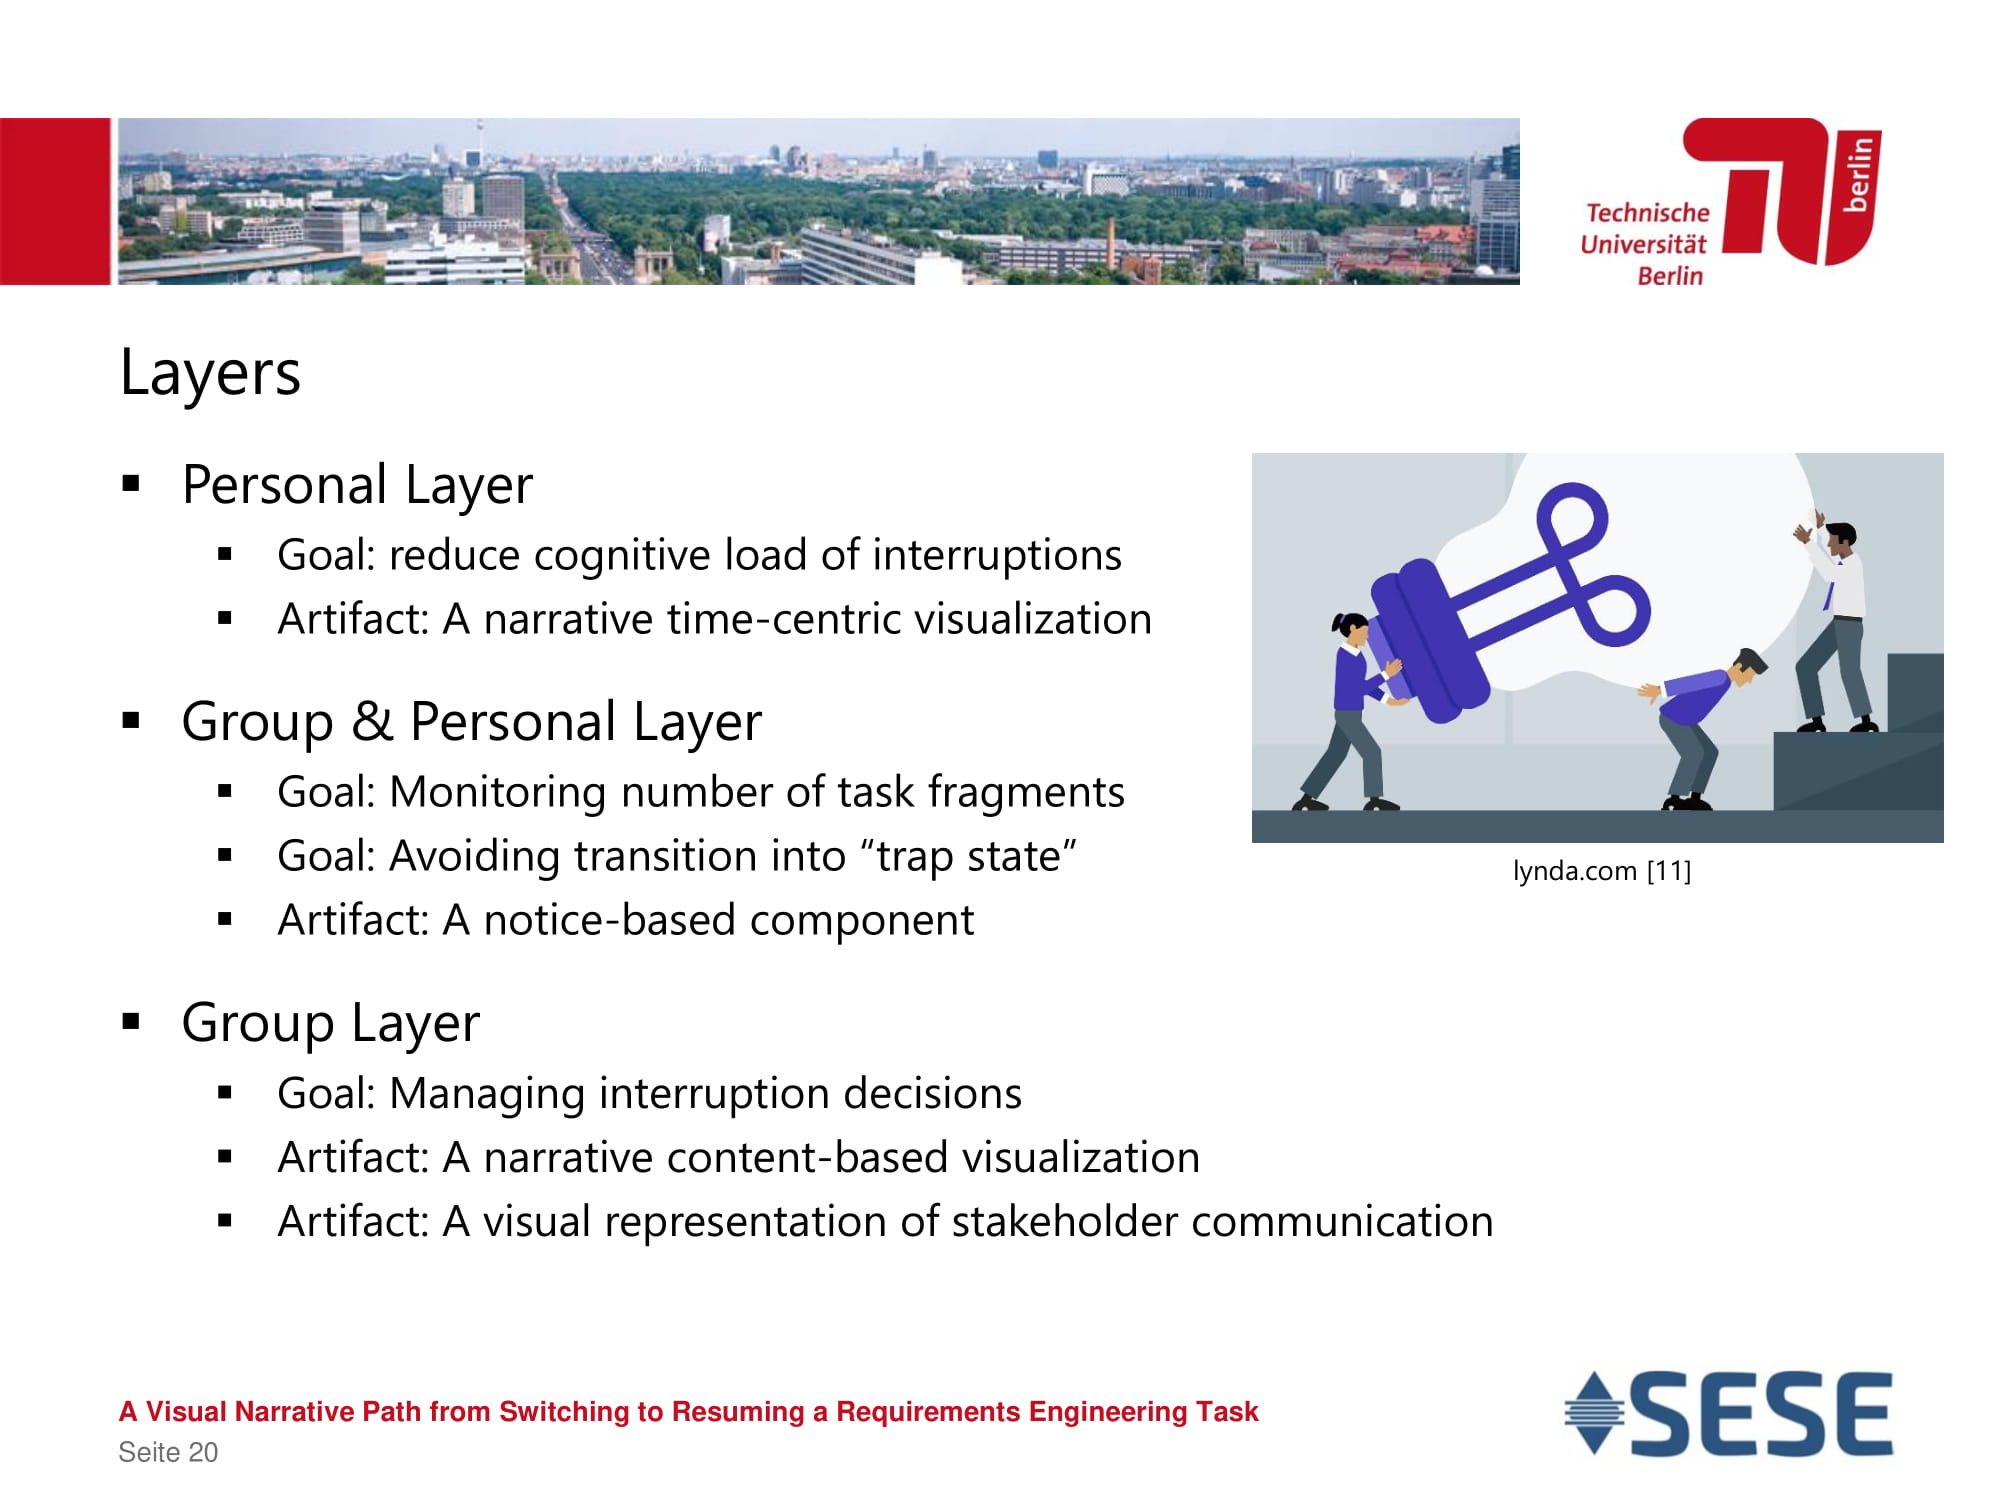 Technische
Universität
Berlin
berlin
Layers
▪ Personal Layer
▪ Goal: reduce cognitive load of interruptions
▪ Artifact: A narrative time-centric visualization
▪ Group & Personal Layer
▪ Goal: Monitoring number of task fragments
▪ Goal: Avoiding transition into “trap state”
▪ Artifact: A notice-based component
lynda.com [11]
▪ Group Layer
▪ Goal: Managing interruption decisions
▪ Artifact: A narrative content-based visualization
▪ Artifact: A visual representation of stakeholder communication
A Visual Narrative Path from Switching to Resuming a Requirements Engineering Task
Seite 20
SESE